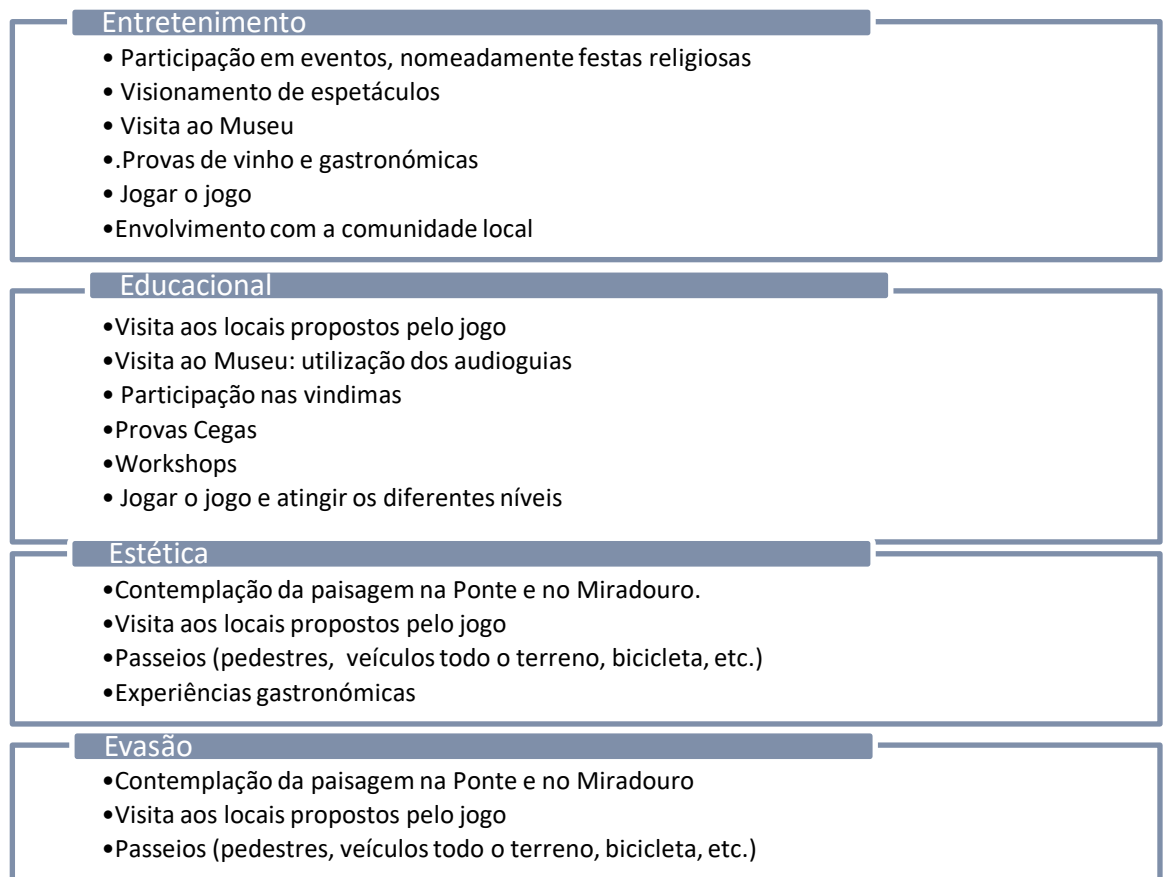 Entretenimento
• Participação em eventos, nomeadamente festas religiosas
• Visionamento de espetáculos
• Visita ao Museu
•.Provas de vinho e gastronómicas
• Jogar o jogo
•Envolvimento com a comunidade local
Educacional
•Visita aos locais propostos pelo jogo
•Visita ao Museu: utilização dos audioguias
• Participação nas vindimas
•Provas Cegas
•Workshops
• Jogar o jogo e atingir os diferentes níveis
Estética
•Contemplação da paisagem na Ponte e no Miradouro.
•Visita aos locais propostos pelo jogo
•Passeios (pedestres, veículos todo o terreno, bicicleta, etc.)
•Experiências gastronómicas
Evasão
•Contemplação da paisagem na Ponte e no Miradouro
•Visita aos locais propostos pelo jogo
•Passeios (pedestres, veículos todo o terreno, bicicleta, etc.)